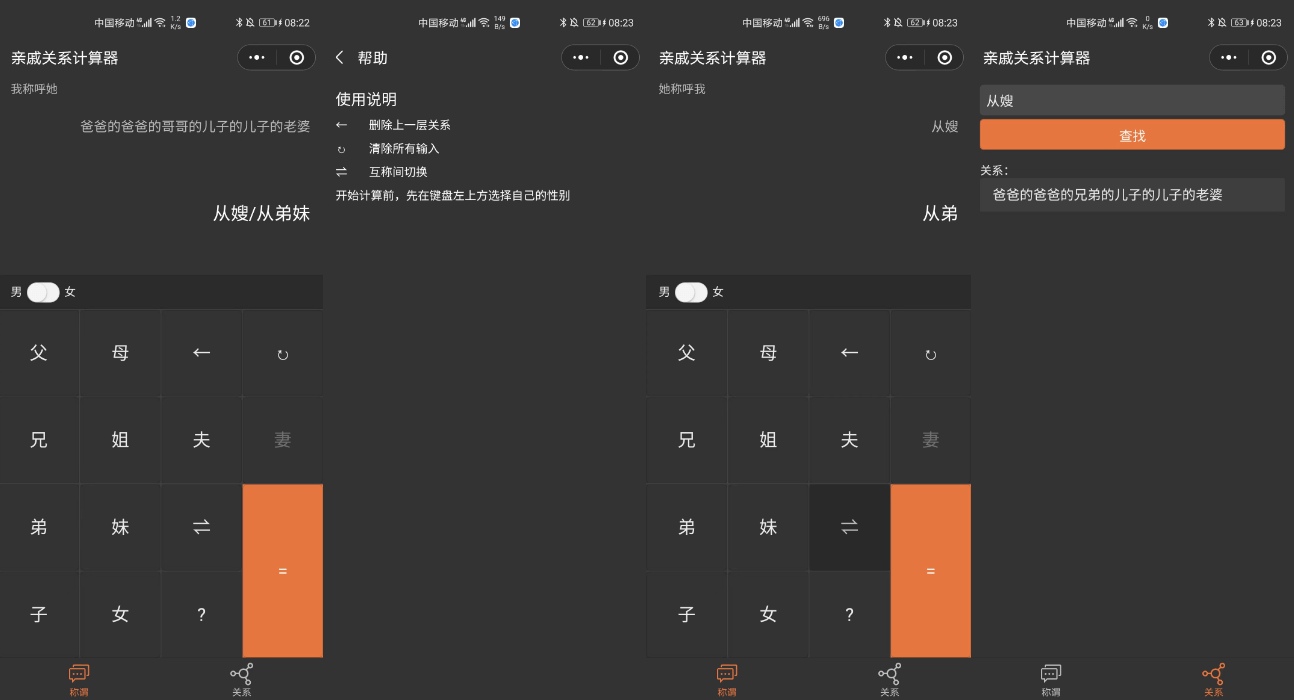 中国移动 4G 1.2 K/s 61 08:22
亲戚关系计算器
我称呼她
爸爸的爸爸的哥哥的儿子的儿子的老婆
从嫂/从弟妹
男 女
父 母 ← ↻
兄 姐 夫 妻
弟 妹 ⇌
=
子 女 ?
称谓 关系
中国移动 4G 149 B/s 62 08:23
帮助
使用说明
← 删除上一层关系
↻ 清除所有输入
⇌ 互称间切换
开始计算前，先在键盘左上方选择自己的性别
中国移动 4G 696 B/s 62 08:23
亲戚关系计算器
她称呼我
从嫂
从弟
男 女
父 母 ← ↻
兄 姐 夫 妻
弟 妹 ⇌
=
子 女 ?
称谓 关系
中国移动 4G 0 K/s 63 08:23
亲戚关系计算器
从嫂
查找
关系：
爸爸的爸爸的兄弟的儿子的儿子的老婆
称谓 关系